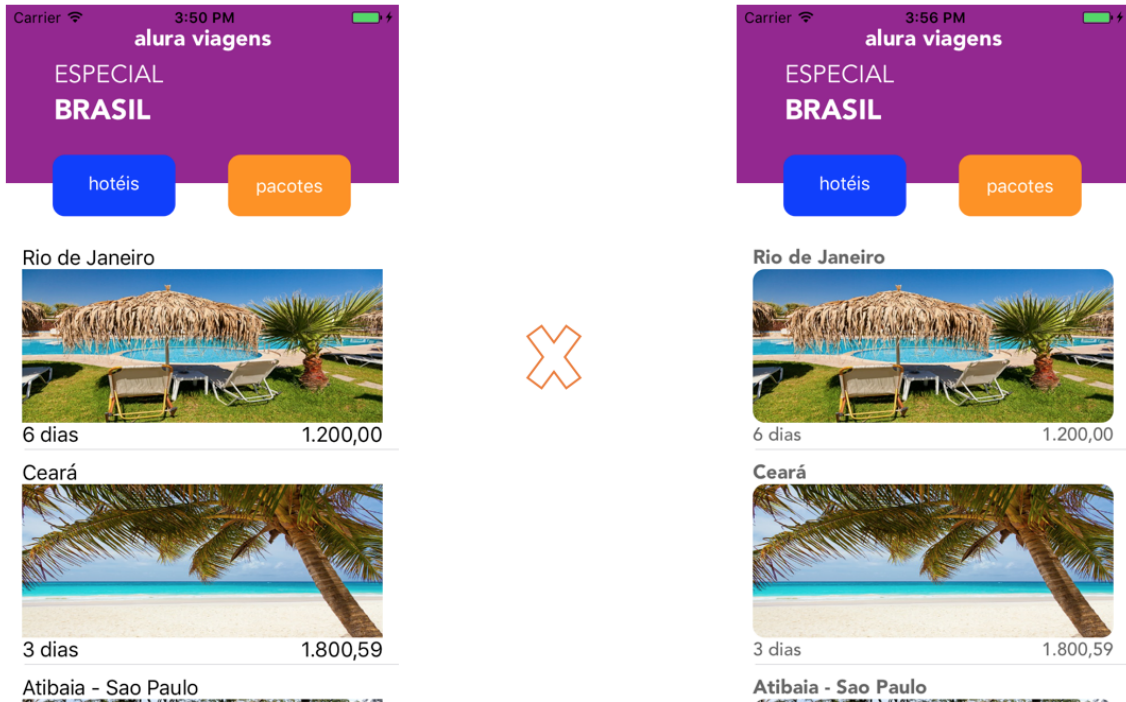 Carrier 3:50 PM
alura viagens
ESPECIAL
BRASIL
hotéis pacotes
Rio de Janeiro
6 dias 1.200,00
Ceará
3 dias 1.800,59
Atibaia - Sao Paulo
X
Carrier 3:56 PM
alura viagens
ESPECIAL
BRASIL
hotéis pacotes
Rio de Janeiro
6 dias 1.200,00
Ceará
3 dias 1.800,59
Atibaia - Sao Paulo